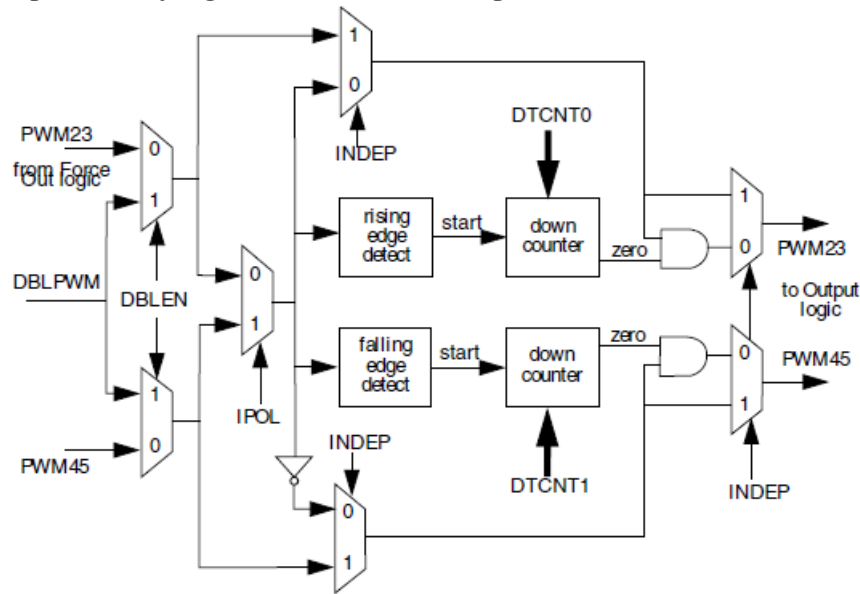 1
0
PWM23
from Force
Out logic
0
1
INDEP
DTCNT0
rising
edge
detect
start
down
counter
zero
1
0
PWM23
to Output
logic
DBLPWM
DBLEN
0
1
IPOL
falling
edge
detect
start
down
counter
zero
0
1
PWM45
INDEP
1
0
PWM45
INDEP
0
1
DTCNT1